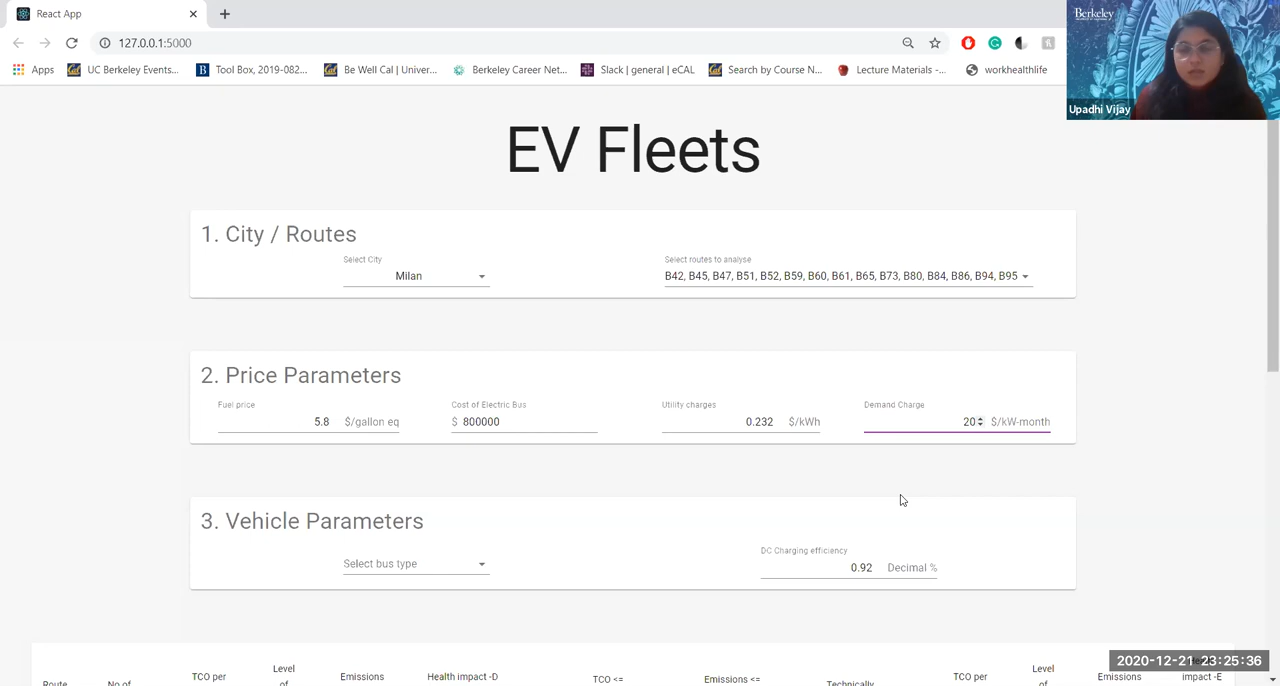 React App
127.0.0.1:5000
Apps UC Berkeley Events... Tool Box, 2019-082... Be Well Cal | Univer... Berkeley Career Net... Slack | general | eCAL Search by Course N... Lecture Materials -... workhealthlife
Berkeley
Upadhi Vijay
EV Fleets
1. City / Routes
Select City Select routes to analyse
Milan B42, B45, B47, B51, B52, B59, B60, B61, B65, B73, B80, B84, B86, B94, B95
2. Price Parameters
Fuel price Cost of Electric Bus Utility charges Demand Charge
5.8 $/gallon eq $ 800000 0.232 $/kWh 20 $/kW-month
3. Vehicle Parameters
DC Charging efficiency
Select bus type 0.92 Decimal %
2020-12-21 23:25:36
Level Level
TCO per Emissions Health impact -D TCO <= Emissions <= TCO per Emissions impact -E
Route No of of Technically of